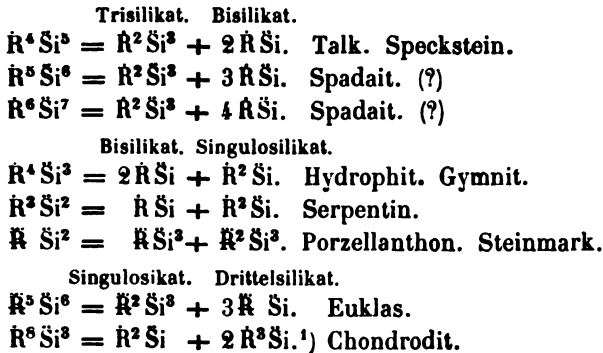 Trisilikat. Bisilikat.
Ṙ⁴S̈i⁵ = Ṙ²S̈i³ + 2ṘS̈i. Talk. Speckstein.
Ṙ⁵S̈i⁶ = Ṙ²S̈i³ + 3ṘS̈i. Spadait. (?)
Ṙ⁶S̈i⁷ = Ṙ²S̈i³ + 4ṘS̈i. Spadait. (?)
Bisilikat. Singulosilikat.
Ṙ⁴S̈i³ = 2ṘS̈i + Ṙ²S̈i. Hydrophit. Gymnit.
Ṙ³S̈i² = ṘS̈i + Ṙ²S̈i. Serpentin.
R̶⃛ S̈i² = R̶⃛S̈i³ + R̶⃛²S̈i³. Porzellanthon. Steinmark.
Singulosikat. Drittelsilikat.
R̶⃛⁵S̈i⁶ = R̶⃛²S̈i³ + 3R̶⃛ S̈i. Euklas.
Ṙ⁸S̈i³ = Ṙ²S̈i + 2Ṙ³S̈i.¹) Chondrodit.